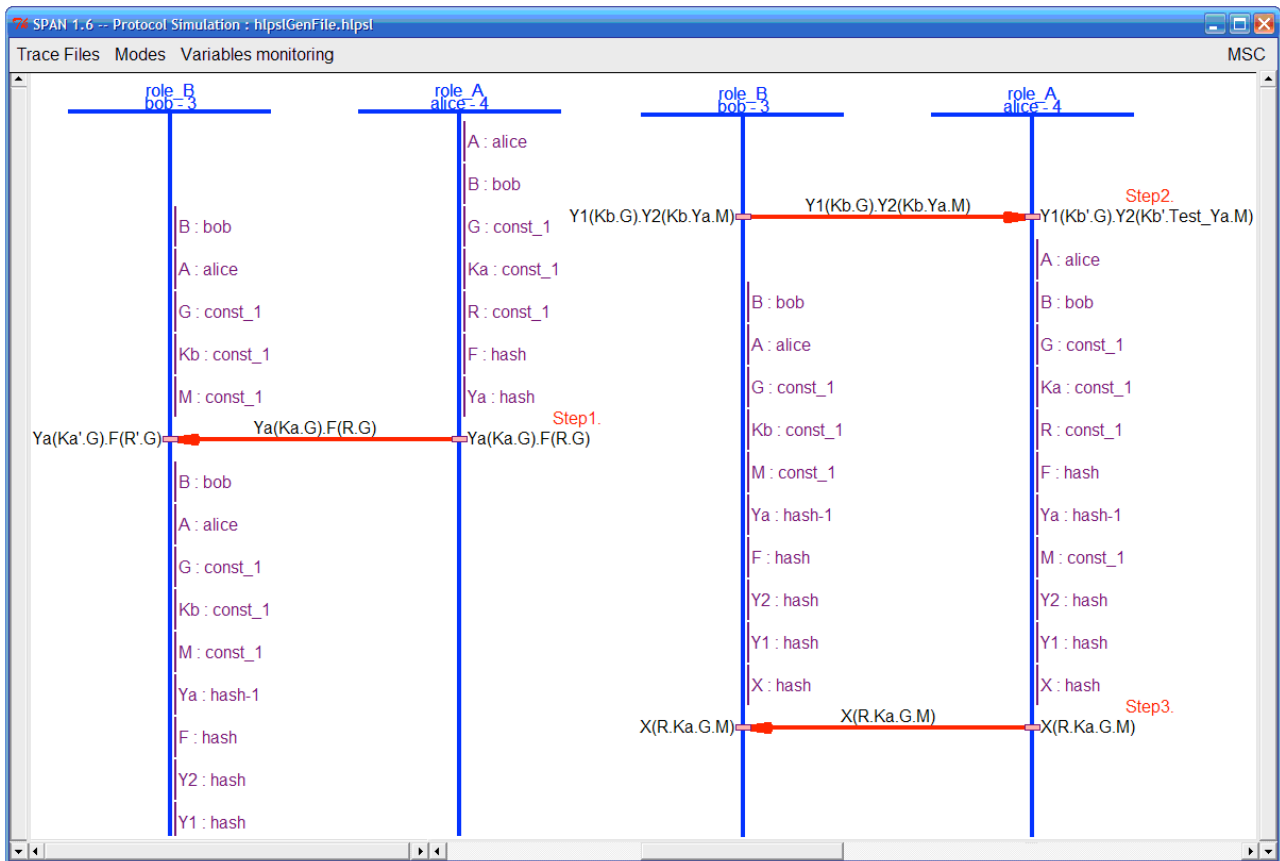 SPAN 1.6 -- Protocol Simulation : hlpslGenFile.hlpsl
Trace Files Modes Variables monitoring MSC
role_B
bob - 3
role_A
alice - 4
A : alice
B : bob
G : const_1
Ka : const_1
R : const_1
F : hash
Ya : hash
B : bob
A : alice
G : const_1
Kb : const_1
M : const_1
Step1.
Ya(Ka'.G).F(R'.G)
Ya(Ka.G).F(R.G)
Ya(Ka.G).F(R.G)
B : bob
A : alice
G : const_1
Kb : const_1
M : const_1
Ya : hash-1
F : hash
Y2 : hash
Y1 : hash
role_B
bob - 3
role_A
alice - 4
Step2.
Y1(Kb.G).Y2(Kb.Ya.M)
Y1(Kb.G).Y2(Kb.Ya.M)
Y1(Kb'.G).Y2(Kb'.Test_Ya.M)
B : bob
A : alice
G : const_1
Kb : const_1
M : const_1
Ya : hash-1
F : hash
Y2 : hash
Y1 : hash
X : hash
A : alice
B : bob
G : const_1
Ka : const_1
R : const_1
F : hash
Ya : hash-1
M : const_1
Y2 : hash
Y1 : hash
X : hash
Step3.
X(R.Ka.G.M)
X(R.Ka.G.M)
X(R.Ka.G.M)